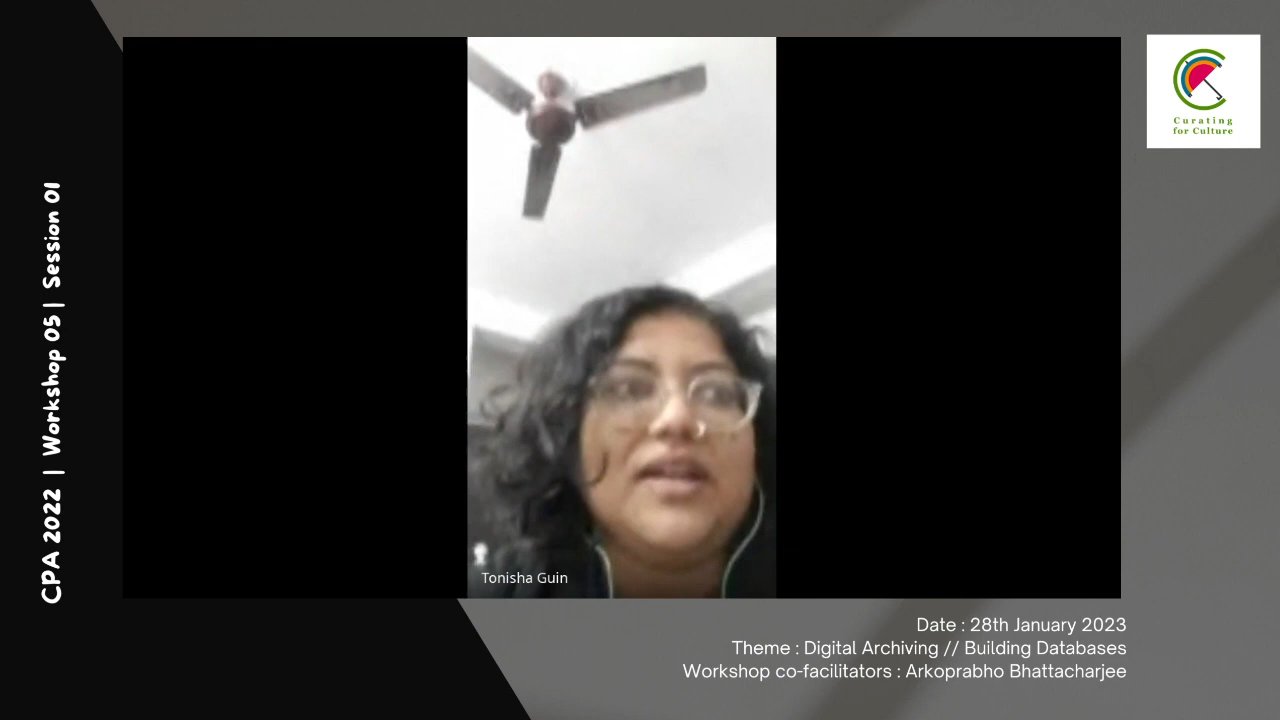 CPA 2022 | Workshop 05 | Session 01
Curating
for Culture
Tonisha Guin
Date : 28th January 2023
Theme : Digital Archiving // Building Databases
Workshop co-facilitators : Arkoprabho Bhattacharjee